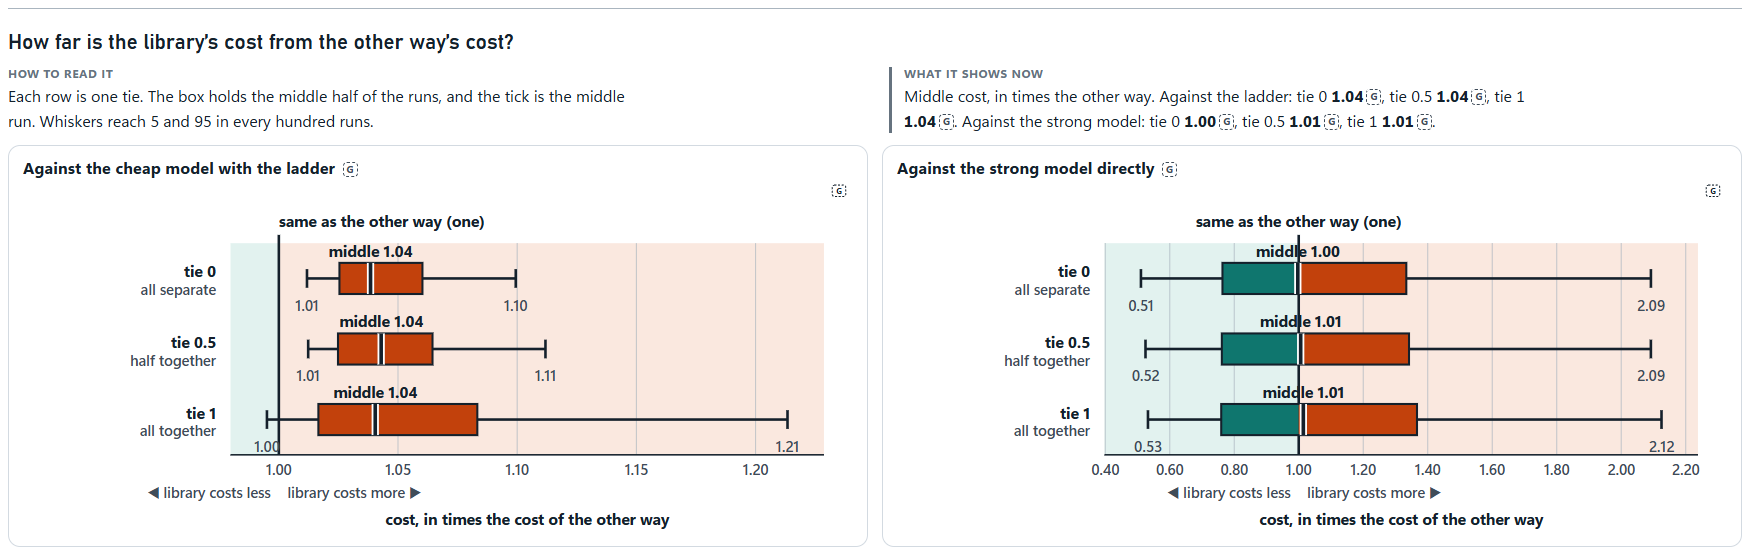 How far is the library's cost from the other way's cost?
HOW TO READ IT
Each row is one tie. The box holds the middle half of the runs, and the tick is the middle
run. Whiskers reach 5 and 95 in every hundred runs.
WHAT IT SHOWS NOW
Middle cost, in times the other way. Against the ladder: tie 0 1.04 G, tie 0.5 1.04 G, tie 1
1.04 G. Against the strong model: tie 0 1.00 G, tie 0.5 1.01 G, tie 1 1.01 G.
Against the cheap model with the ladder G
G
same as the other way (one)
middle 1.04
tie 0
all separate
1.01 1.10
middle 1.04
tie 0.5
half together
1.01 1.11
middle 1.04
tie 1
all together
1.00 1.21
1.00 1.05 1.10 1.15 1.20
◀ library costs less library costs more ▶
cost, in times the cost of the other way
Against the strong model directly G
G
same as the other way (one)
middle 1.00
tie 0
all separate
0.51 2.09
middle 1.01
tie 0.5
half together
0.52 2.09
middle 1.01
tie 1
all together
0.53 2.12
0.40 0.60 0.80 1.00 1.20 1.40 1.60 1.80 2.00 2.20
◀ library costs less library costs more ▶
cost, in times the cost of the other way